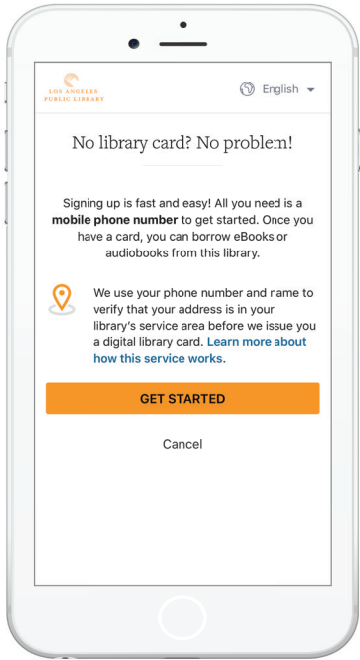 LOS ANGELES
PUBLIC LIBRARY
English
No library card? No problem!
Signing up is fast and easy! All you need is a
mobile phone number to get started. Once you
have a card, you can borrow eBooks or
audiobooks from this library.
We use your phone number and name to
verify that your address is in your
library's service area before we issue you
a digital library card. Learn more about
how this service works.
GET STARTED
Cancel